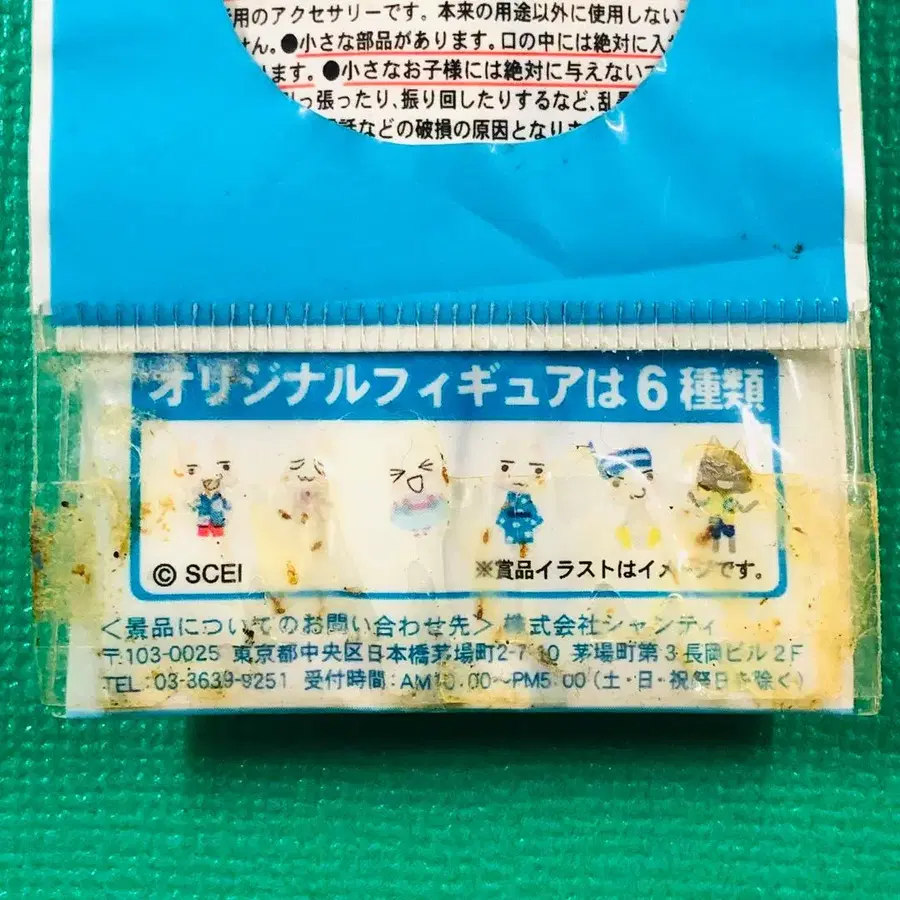 用のアクセサリーです。本来の用途以外に使用しない
せん。●小さな部品があります。口の中には絶対に入
ます。●小さなお子様には絶対に与えない
っ張ったり、振り回したりするなど、乱
話などの破損の原因となり
オリジナルフィギュアは6種類
© SCEI
※賞品イラストはイメージです。
<景品についてのお問い合わせ先> 株式会社シャンティ
〒103-0025 東京都中央区日本橋茅場町2-7-10 茅場町第3長岡ビル2F
TEL:03-3639-9251 受付時間:AM10:00〜PM5:00(土・日・祝祭日を除く)